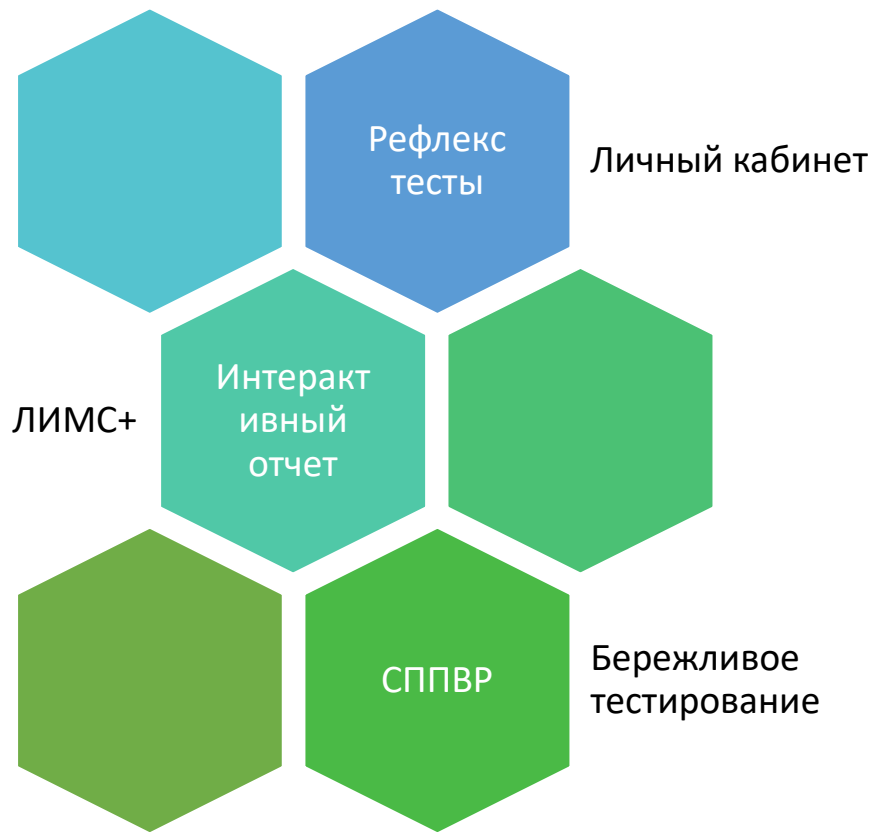 Рефлекс
тесты
Личный кабинет
ЛИМС+
Интеракт
ивный
отчет
СППВР
Бережливое
тестирование